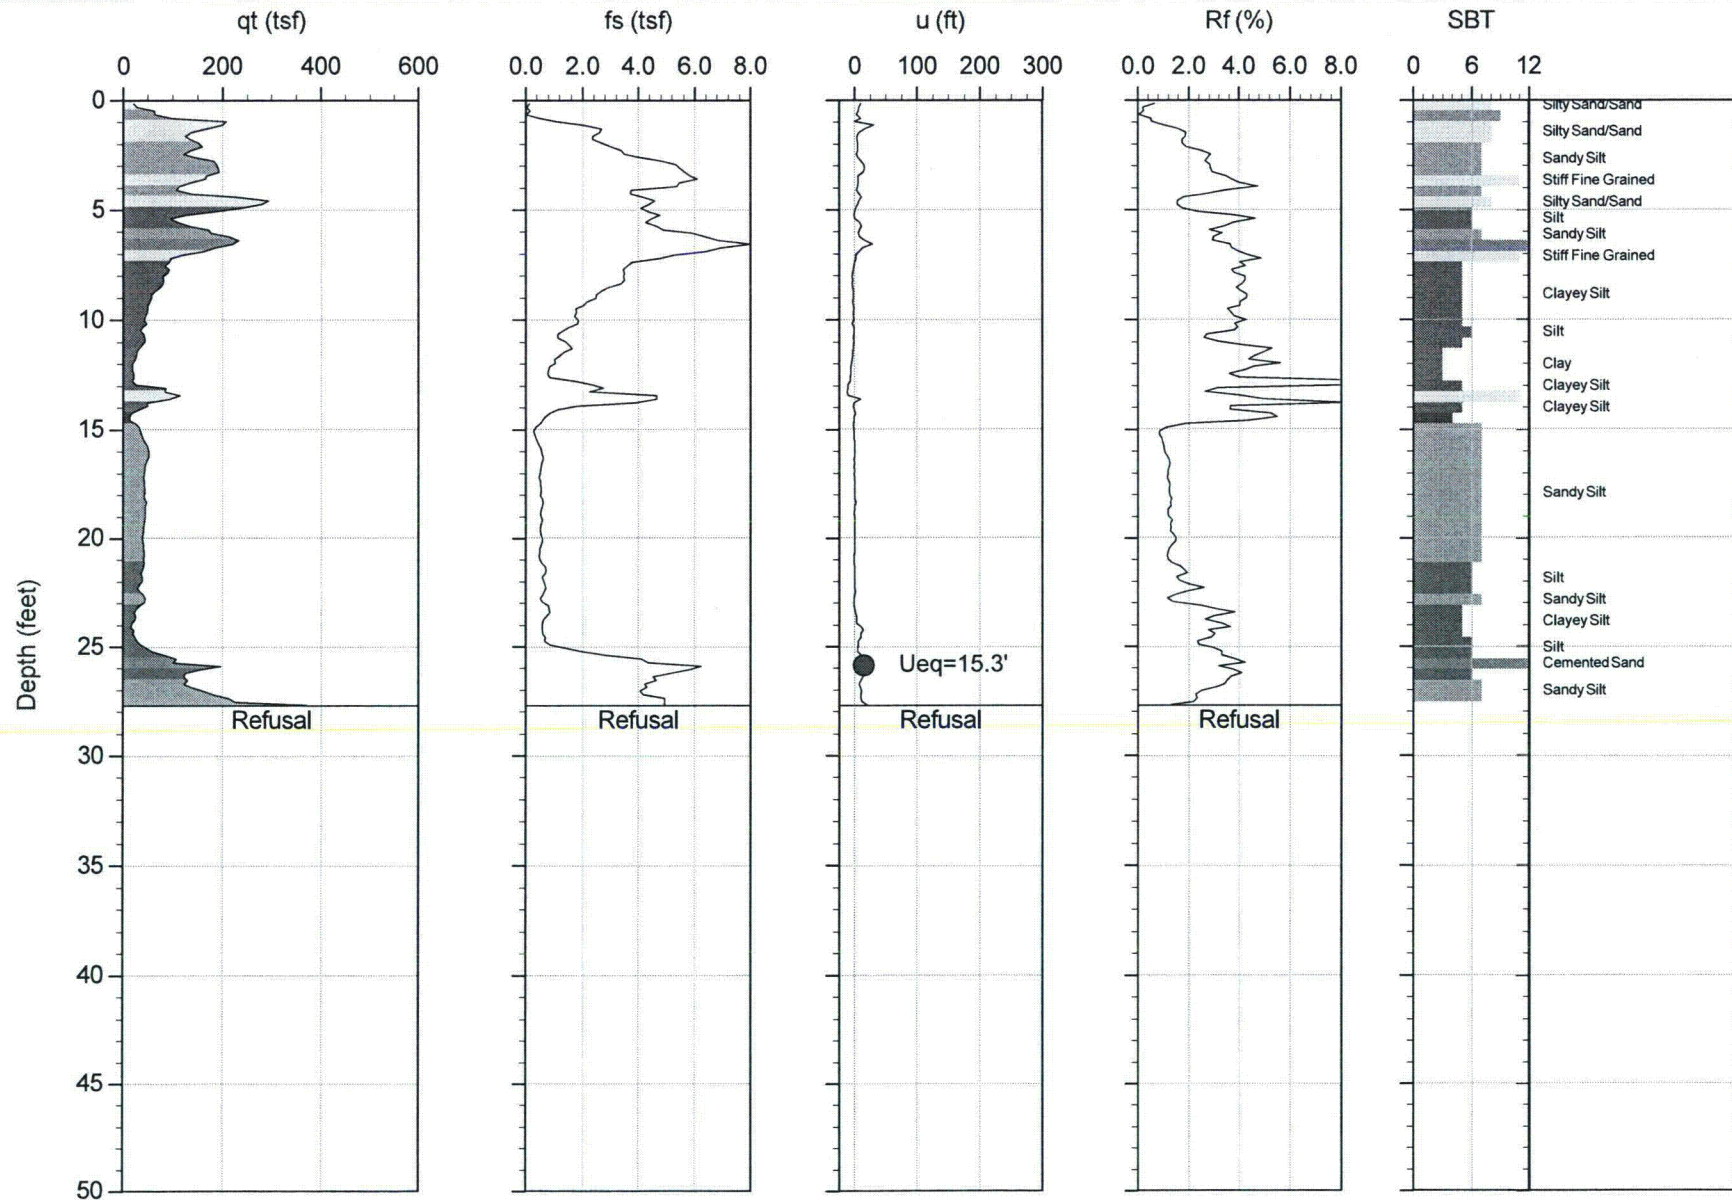 qt (tsf) fs (tsf) u (ft) Rf (%) SBT
0 200 400 600 0.0 2.0 4.0 6.0 8.0 0 100 200 300 0.0 2.0 4.0 6.0 8.0 0 6 12
0
Silty Sand/Sand
Silty Sand/Sand
Sandy Silt
Stiff Fine Grained
Silty Sand/Sand
5
Silt
Sandy Silt
Stiff Fine Grained
Clayey Silt
10
Silt
Clay
Clayey Silt
Clayey Silt
15
Sandy Silt
20
Silt
Sandy Silt
Clayey Silt
25
Silt
Ueq=15.3'
Cemented Sand
Sandy Silt
Depth (feet)
Refusal Refusal Refusal Refusal
30
35
40
45
50